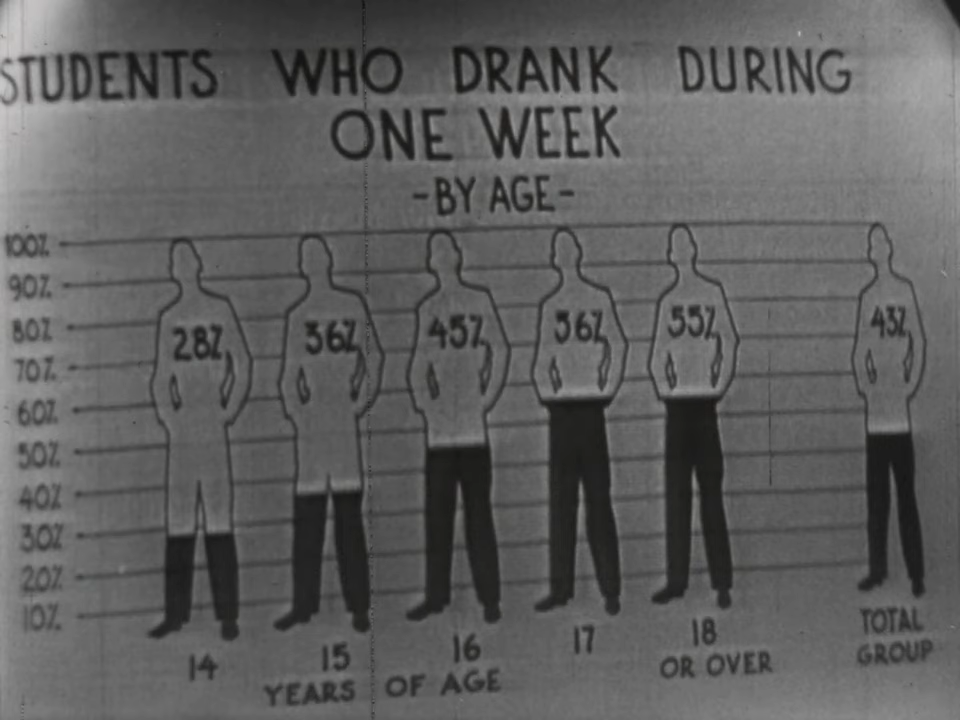 STUDENTS WHO DRANK DURING
ONE WEEK
-BY AGE-
100%
90%
80%
70%
60%
50%
40%
30%
20%
10%
28% 36% 45% 56% 55% 43%
14 15 16 17 18 OR OVER TOTAL GROUP
YEARS OF AGE